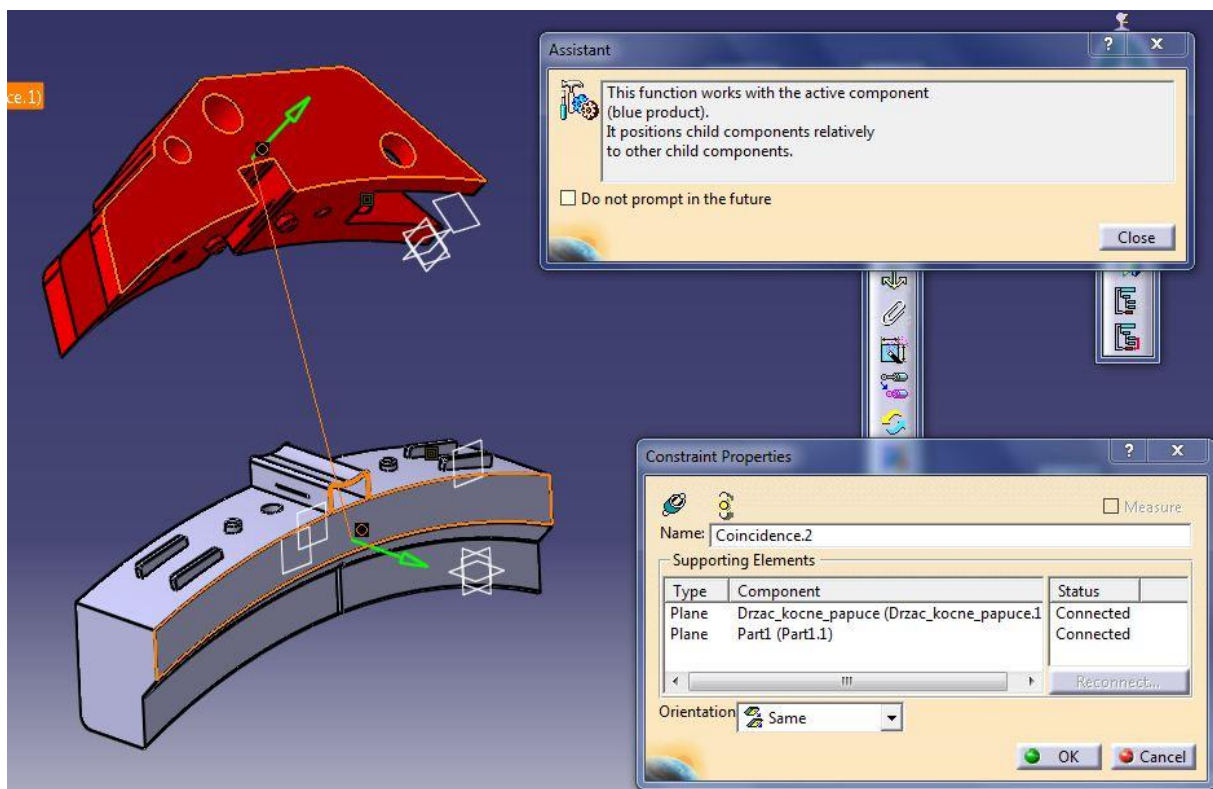 ce.1)
Assistant
? X
This function works with the active component
(blue product).
It positions child components relatively
to other child components.
Do not prompt in the future
Close
Constraint Properties
? X
Measure
Name: Coincidence.2
Supporting Elements
Type Component Status
Plane Drzac_kocne_papuce (Drzac_kocne_papuce.1 Connected
Plane Part1 (Part1.1) Connected
Reconnect...
Orientation Same
OK Cancel